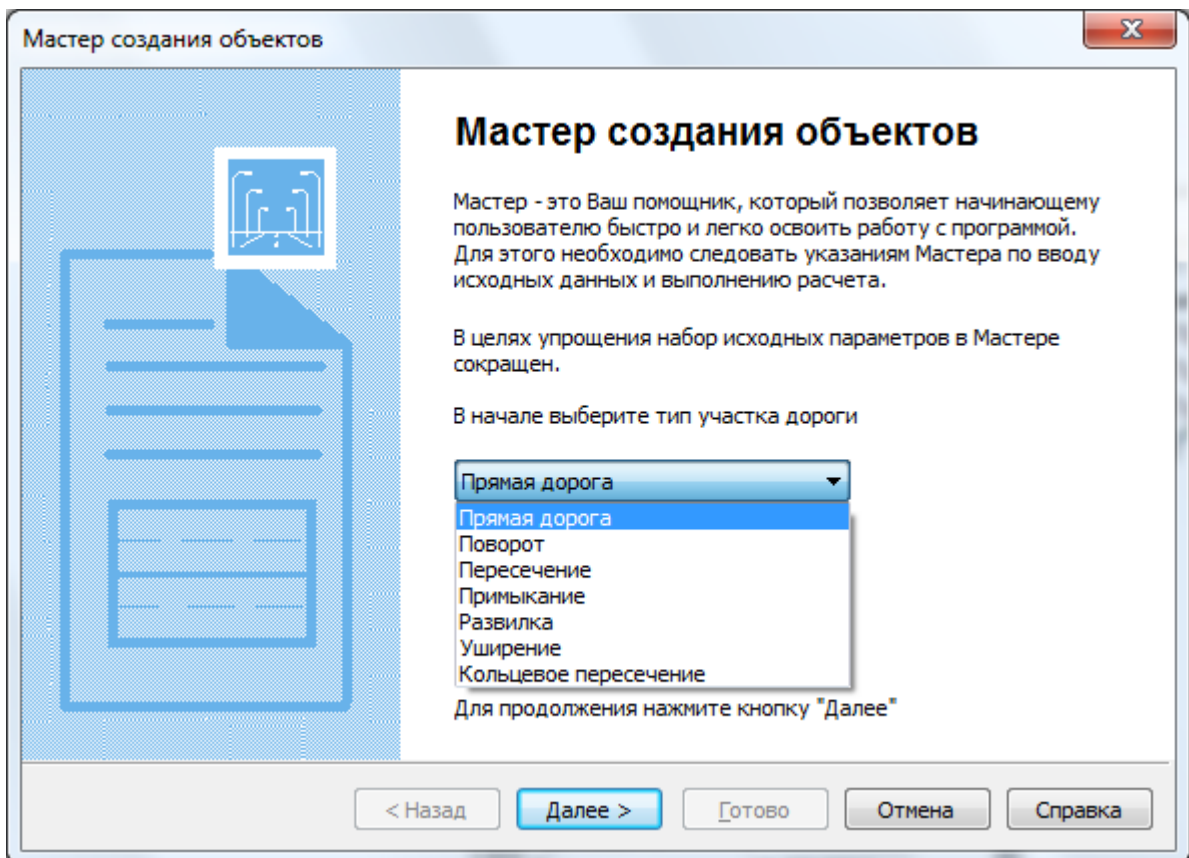 Мастер создания объектов
Мастер создания объектов
Мастер - это Ваш помощник, который позволяет начинающему
пользователю быстро и легко освоить работу с программой.
Для этого необходимо следовать указаниям Мастера по вводу
исходных данных и выполнению расчета.
В целях упрощения набор исходных параметров в Мастере
сокращен.
В начале выберите тип участка дороги
Прямая дорога
Прямая дорога
Поворот
Пересечение
Примыкание
Развилка
Уширение
Кольцевое пересечение
Для продолжения нажмите кнопку "Далее"
< Назад Далее > Готово Отмена Справка